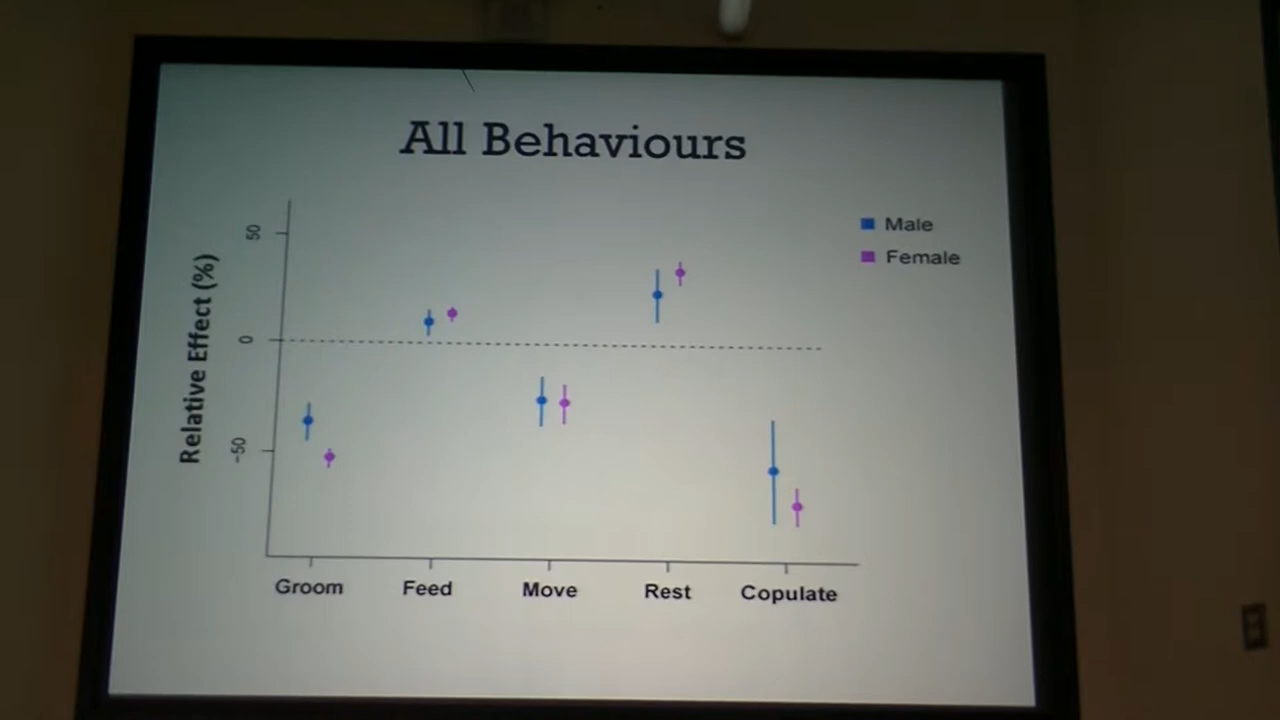 All Behaviours
Male
Female
Relative Effect (%)
50
0
-50
Groom Feed Move Rest Copulate